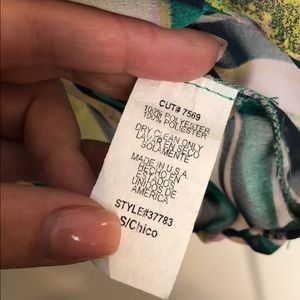 CUT# 7569
100% POLYESTER
100% POLIESTER
DRY CLEAN ONLY
LAVAR EN SECO
SOLAMENTE
MADE IN U.S.A
HECHO EN
ESTADOS
UNIDOS DE
AMERICA
STYLE#37783
S/Chico